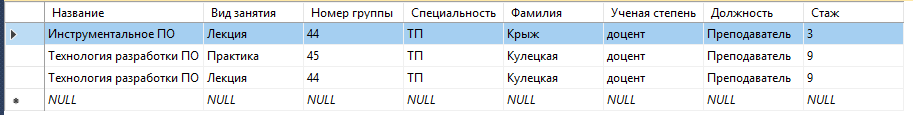 Название Вид занятия Номер группы Специальность Фамилия Ученая степень Должность Стаж
Инструментальное ПО Лекция 44 ТП Крыж доцент Преподаватель 3
Технология разработки ПО Практика 45 ТП Кулецкая доцент Преподаватель 9
Технология разработки ПО Лекция 44 ТП Кулецкая доцент Преподаватель 9
NULL NULL NULL NULL NULL NULL NULL NULL